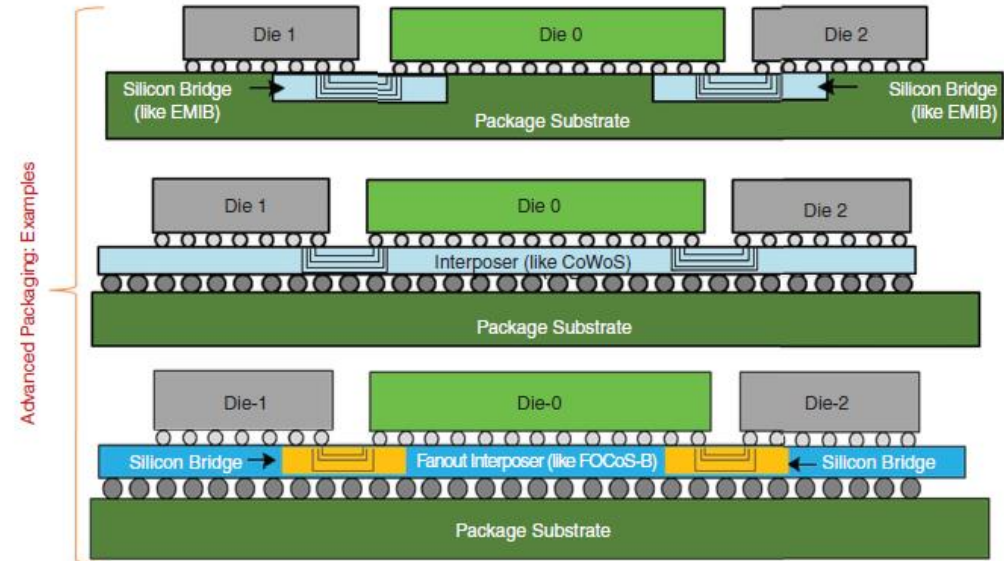 Advanced Packaging: Examples
Die 1
Die 0
Die 2
Silicon Bridge
(like EMIB)
Silicon Bridge
(like EMIB)
Package Substrate
Die 1
Die 0
Die 2
Interposer (like CoWoS)
Package Substrate
Die-1
Die-0
Die-2
Silicon Bridge
Fanout Interposer (like FOCoS-B)
Silicon Bridge
Package Substrate